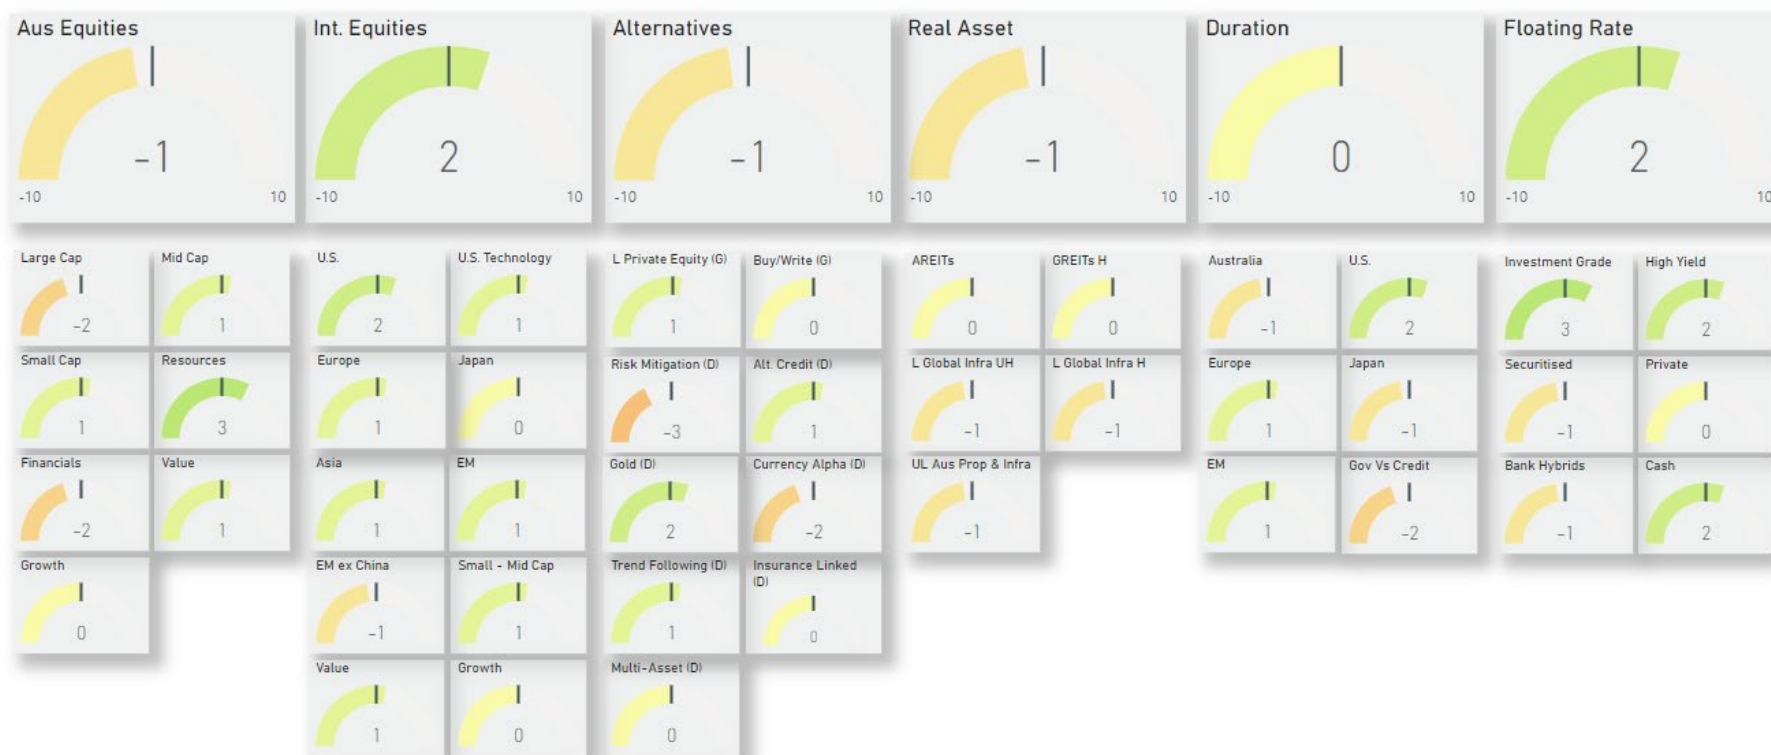 Aus Equities
-1
-10 10
Int. Equities
2
-10 10
Alternatives
-1
-10 10
Real Asset
-1
-10 10
Duration
0
-10 10
Floating Rate
2
-10 10
Large Cap
-2
Mid Cap
1
Small Cap
1
Resources
3
Financials
-2
Value
1
Growth
0
U.S.
2
U.S. Technology
1
Europe
1
Japan
0
Asia
1
EM
1
EM ex China
-1
Small - Mid Cap
1
Value
1
Growth
0
L Private Equity (G)
1
Buy/Write (G)
0
Risk Mitigation (D)
-3
Alt. Credit (D)
1
Gold (D)
2
Currency Alpha (D)
-2
Trend Following (D)
1
Insurance Linked
(D)
0
Multi-Asset (D)
0
AREITs
0
GREITs H
0
L Global Infra UH
-1
L Global Infra H
-1
UL Aus Prop & Infra
-1
Australia
-1
U.S.
2
Europe
1
Japan
-1
EM
1
Gov Vs Credit
-2
Investment Grade
3
High Yield
2
Securitised
-1
Private
0
Bank Hybrids
-1
Cash
2